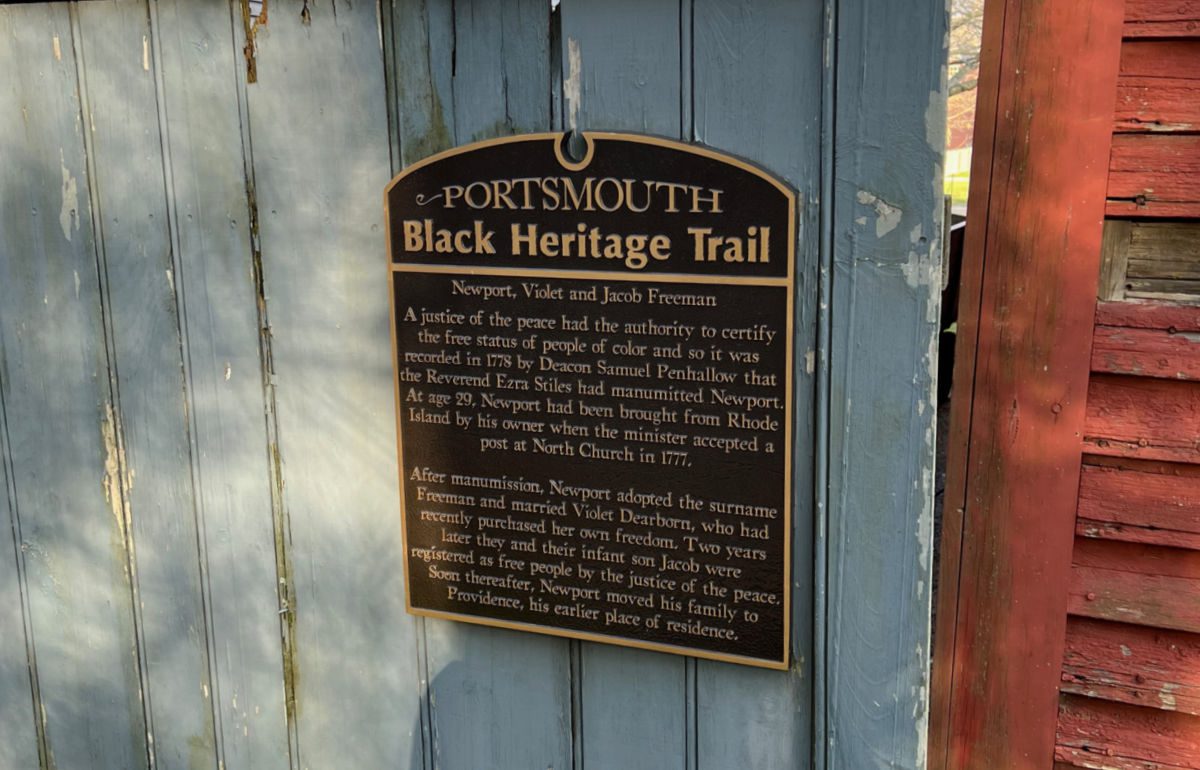 PORTSMOUTH
Black Heritage Trail
Newport, Violet and Jacob Freeman
A justice of the peace had the authority to certify
the free status of people of color and so it was
recorded in 1778 by Deacon Samuel Penhallow that
the Reverend Ezra Stiles had manumitted Newport.
At age 29, Newport had been brought from Rhode
Island by his owner when the minister accepted a
post at North Church in 1777.
After manumission, Newport adopted the surname
Freeman and married Violet Dearborn, who had
recently purchased her own freedom. Two years
later they and their infant son Jacob were
registered as free people by the justice of the peace.
Soon thereafter, Newport moved his family to
Providence, his earlier place of residence.